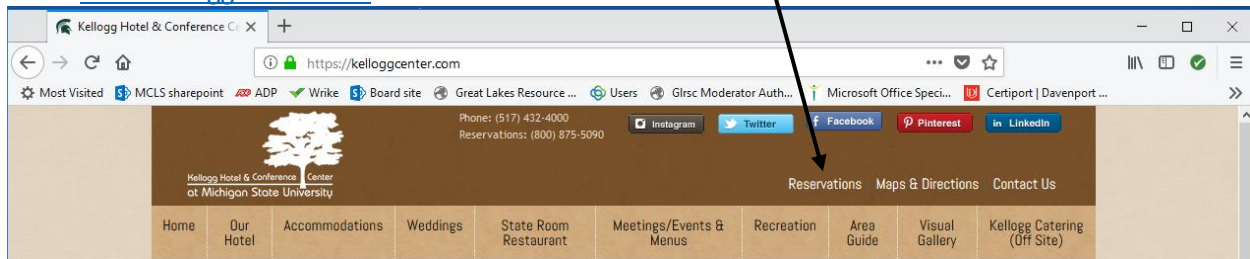 Kellogg Hotel & Conference Ce
https://kelloggcenter.com
Most Visited MCLS sharepoint ADP Wrike Board site Great Lakes Resource ... Users Glrsc Moderator Auth... Microsoft Office Speci... Certiport | Davenport ...
Phone: (517) 432-4000
Reservations: (800) 875-5090
Instagram Twitter Facebook Pinterest in LinkedIn
Kellogg Hotel & Conference Center
at Michigan State University
Reservations Maps & Directions Contact Us
Home Our Hotel Accommodations Weddings State Room Restaurant Meetings/Events & Menus Recreation Area Guide Visual Gallery Kellogg Catering (Off Site)